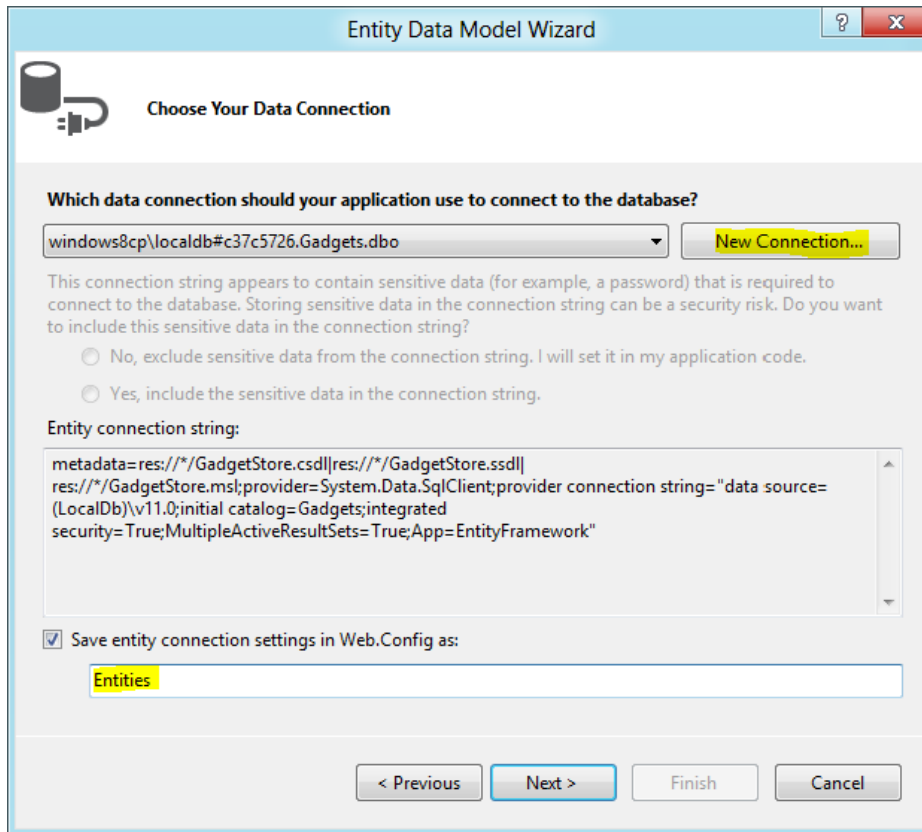 Entity Data Model Wizard
? x
Choose Your Data Connection
Which data connection should your application use to connect to the database?
windows8cp\localdb#c37c5726.Gadgets.dbo
New Connection...
This connection string appears to contain sensitive data (for example, a password) that is required to
connect to the database. Storing sensitive data in the connection string can be a security risk. Do you want
to include this sensitive data in the connection string?
No, exclude sensitive data from the connection string. I will set it in my application code.
Yes, include the sensitive data in the connection string.
Entity connection string:
metadata=res://*/GadgetStore.csdl|res://*/GadgetStore.ssdl|
res://*/GadgetStore.msl;provider=System.Data.SqlClient;provider connection string="data source=
(LocalDb)\v11.0;initial catalog=Gadgets;integrated
security=True;MultipleActiveResultSets=True;App=EntityFramework"
Save entity connection settings in Web.Config as:
Entities
< Previous
Next >
Finish
Cancel